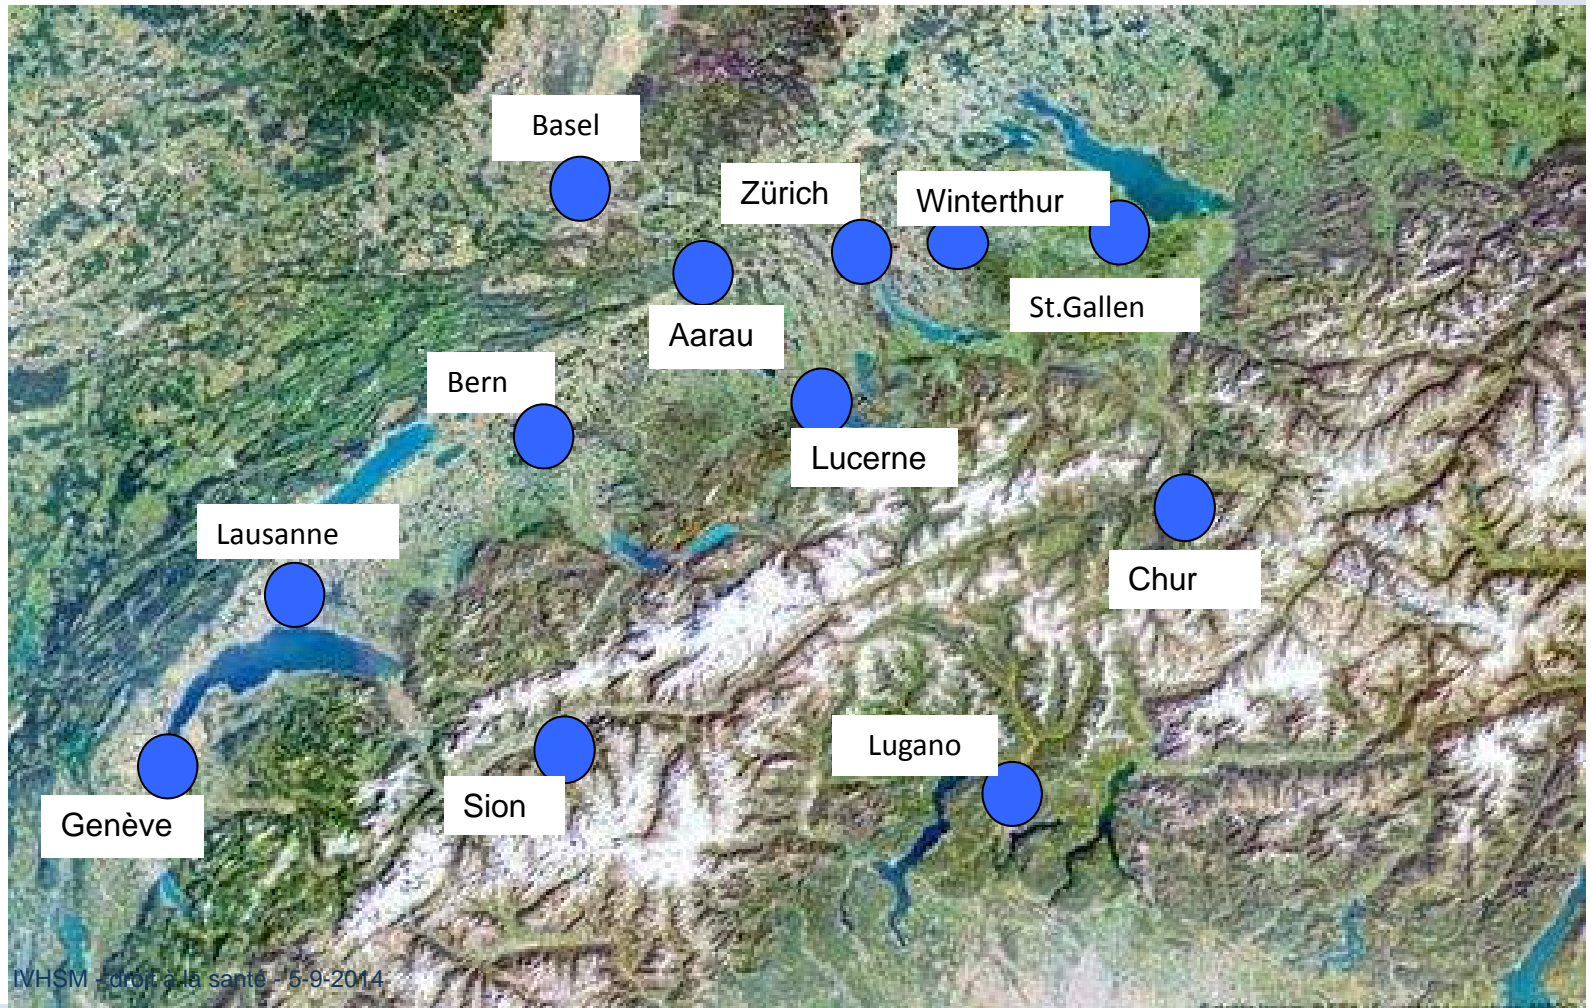 Basel
Zürich
Winterthur
St.Gallen
Aarau
Bern
Lucerne
Lausanne
Chur
Lugano
Sion
Genève
IVHSM - droit à la santé - 5-9-2014